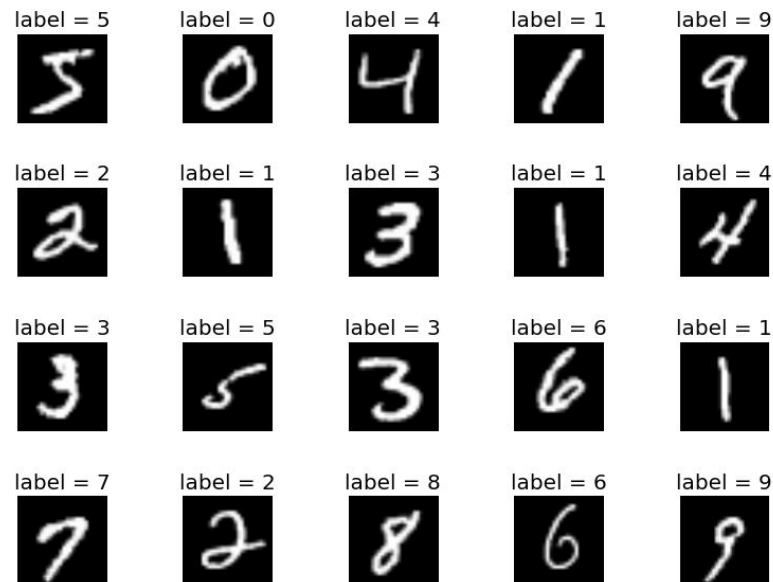 label = 5 label = 0 label = 4 label = 1 label = 9
5 0 4 1 9
label = 2 label = 1 label = 3 label = 1 label = 4
2 1 3 1 4
label = 3 label = 5 label = 3 label = 6 label = 1
3 5 3 6 1
label = 7 label = 2 label = 8 label = 6 label = 9
7 2 8 6 9